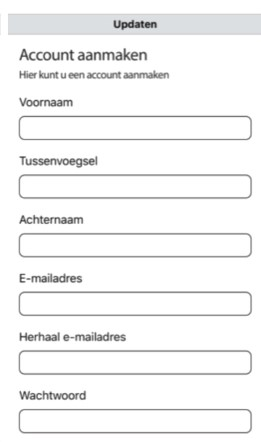 Updaten
Account aanmaken
Hier kunt u een account aanmaken
Voornaam
Tussenvoegsel
Achternaam
E-mailadres
Herhaal e-mailadres
Wachtwoord